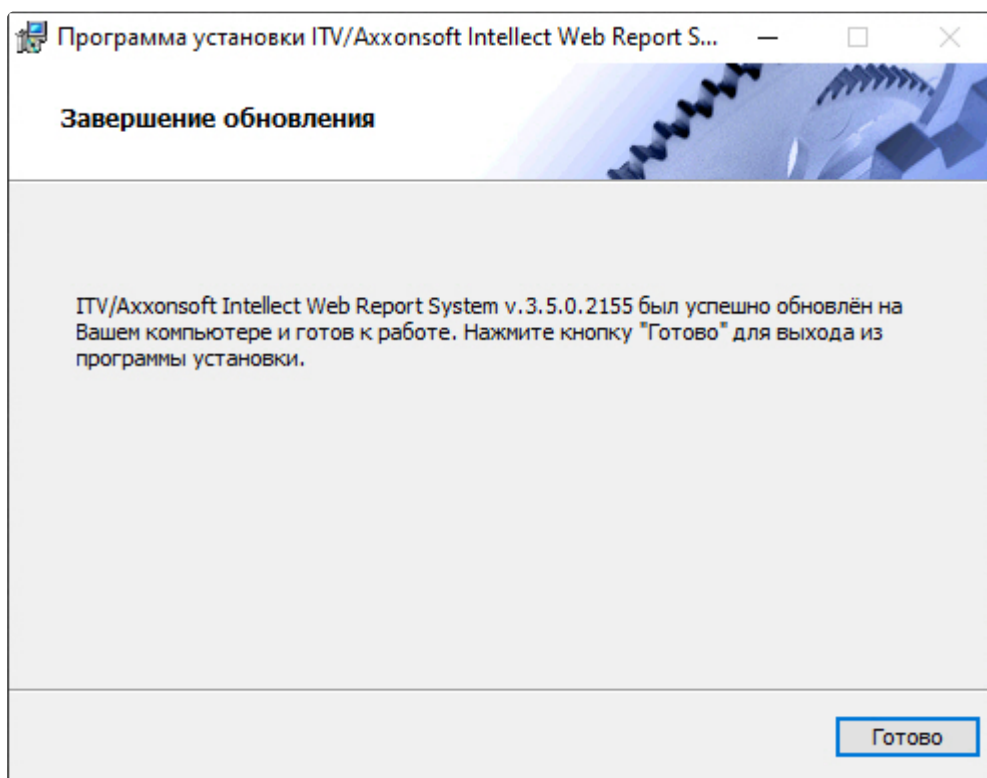 Программа установки ITV/Axxonsoft Intellect Web Report S...
Завершение обновления
ITV/Axxonsoft Intellect Web Report System v.3.5.0.2155 был успешно обновлён на
Вашем компьютере и готов к работе. Нажмите кнопку "Готово" для выхода из
программы установки.
Готово